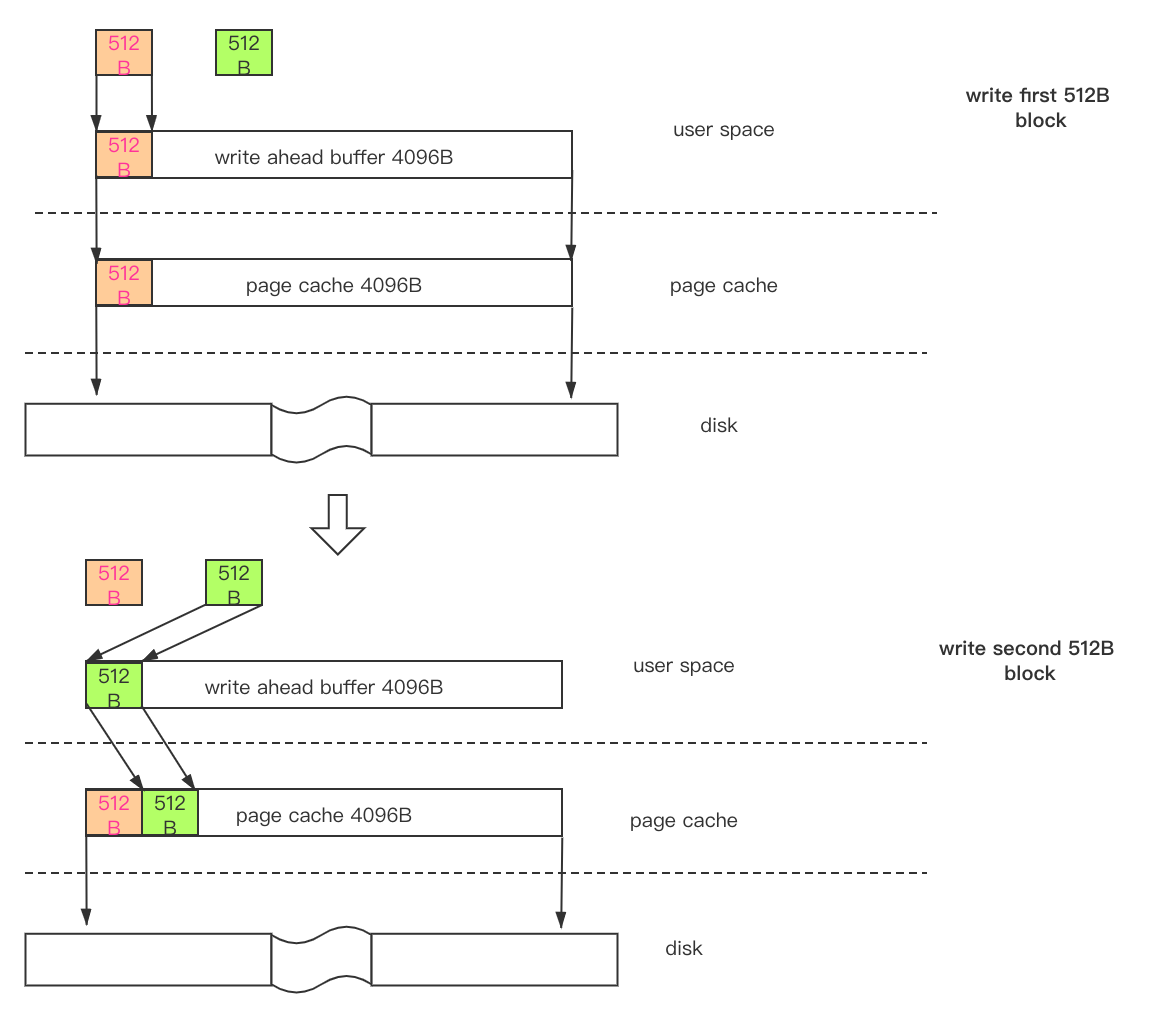 512
B
512
B
write first 512B
block
user space
512
B
write ahead buffer 4096B
512
B
page cache 4096B
page cache
disk
512
B
512
B
write second 512B
block
user space
512
B
write ahead buffer 4096B
512
B
512
B
page cache 4096B
page cache
disk